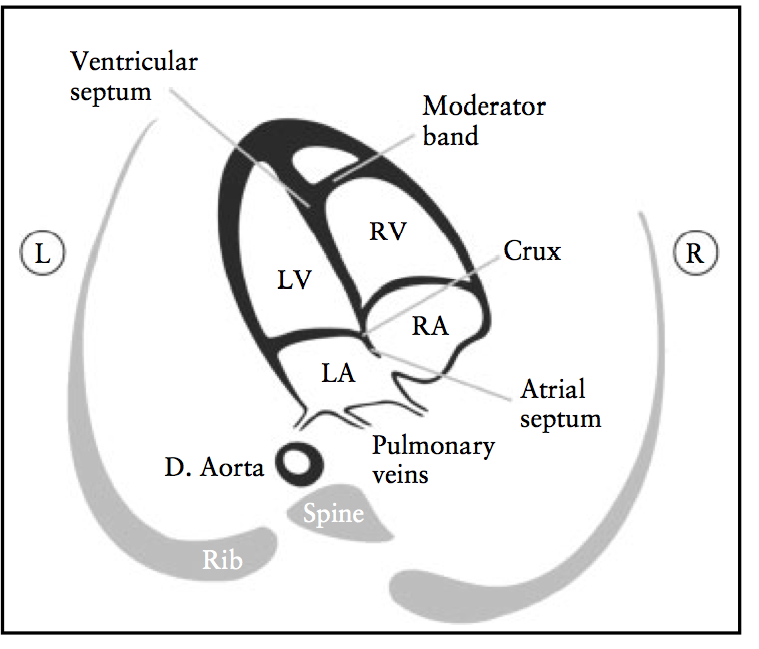 Ventricular
septum
Moderator
band
L
RV
Crux
R
LV
RA
LA
Atrial
septum
D. Aorta
Pulmonary
veins
Spine
Rib